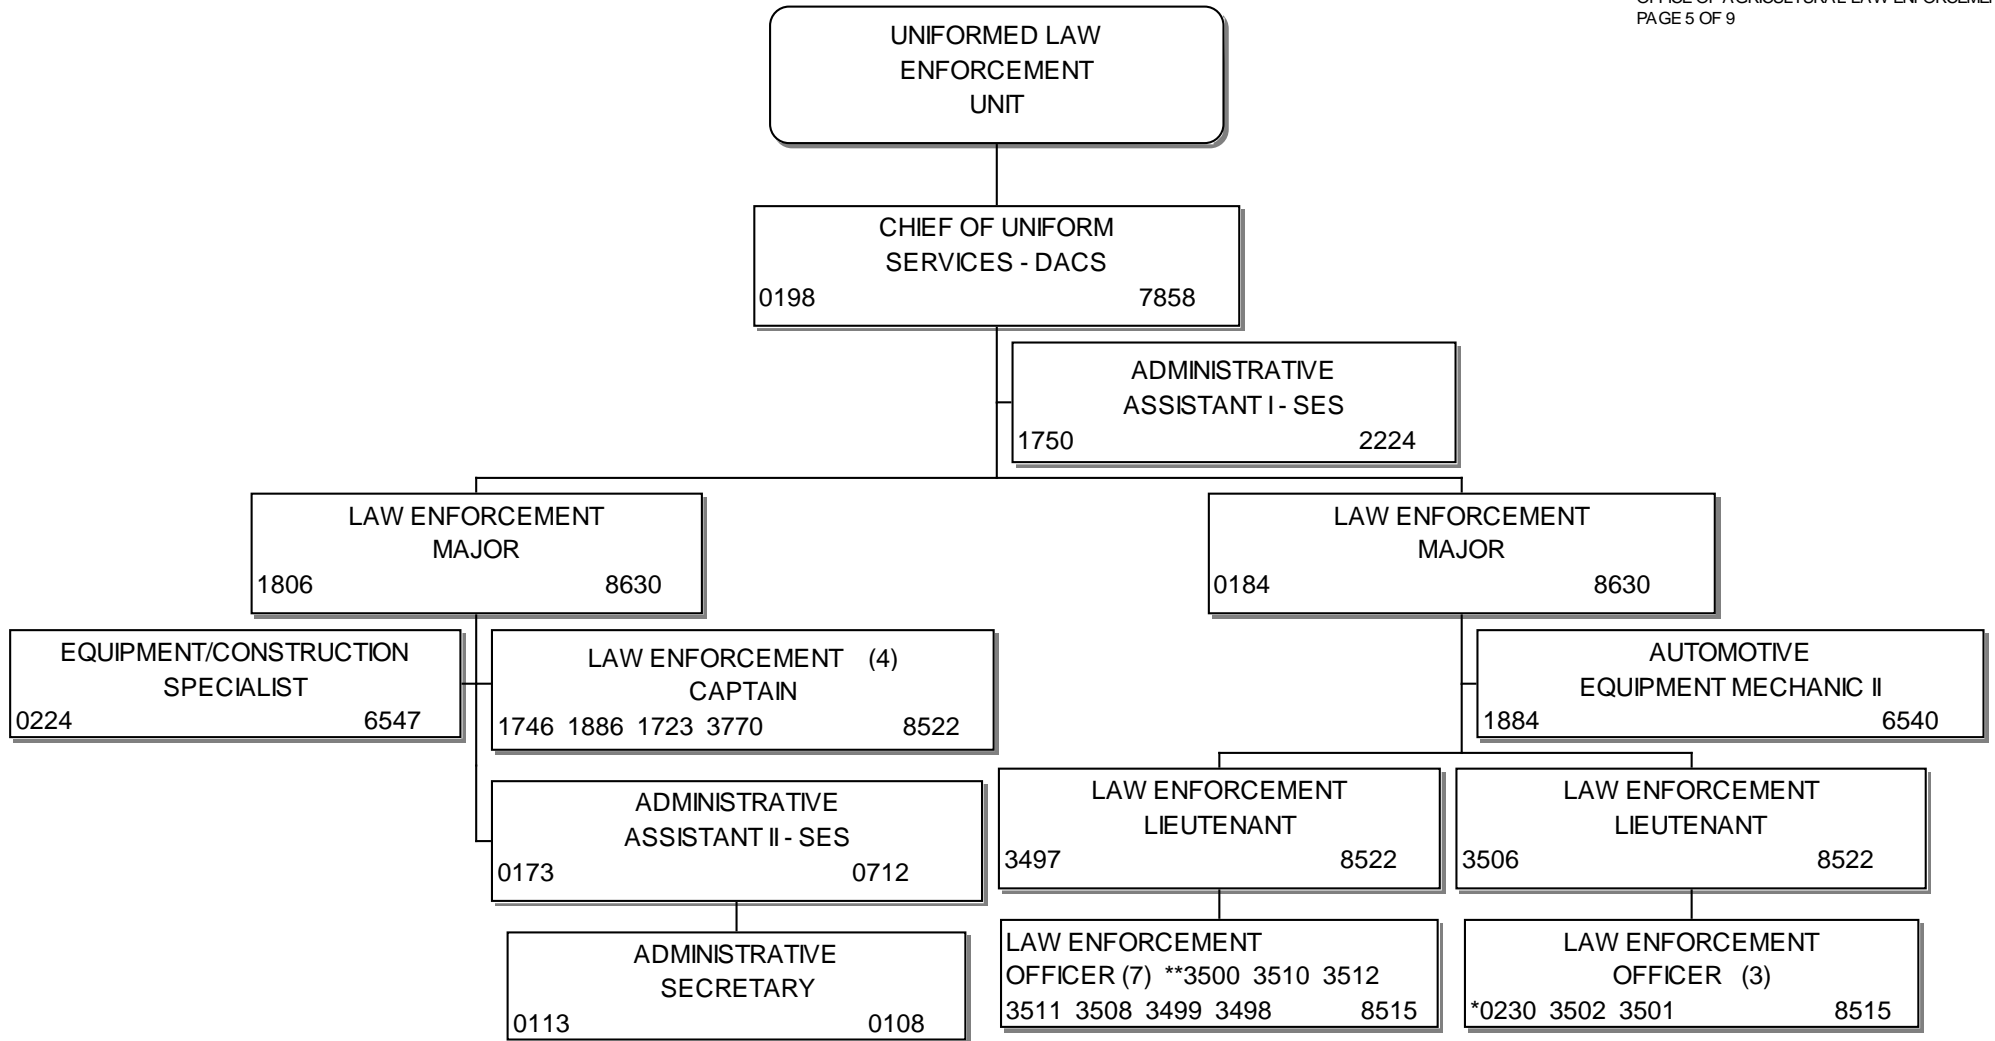 PAGE 5 OF 9
UNIFORMED LAW
ENFORCEMENT
UNIT
CHIEF OF UNIFORM
SERVICES - DACS
0198 7858
ADMINISTRATIVE
ASSISTANT I - SES
1750 2224
LAW ENFORCEMENT
MAJOR
1806 8630
LAW ENFORCEMENT
MAJOR
0184 8630
EQUIPMENT/CONSTRUCTION
SPECIALIST
0224 6547
LAW ENFORCEMENT (4)
CAPTAIN
1746 1886 1723 3770 8522
AUTOMOTIVE
EQUIPMENT MECHANIC II
1884 6540
ADMINISTRATIVE
ASSISTANT II - SES
0173 0712
LAW ENFORCEMENT
LIEUTENANT
3497 8522
LAW ENFORCEMENT
LIEUTENANT
3506 8522
ADMINISTRATIVE
SECRETARY
0113 0108
LAW ENFORCEMENT
OFFICER (7) **3500 3510 3512
3511 3508 3499 3498 8515
LAW ENFORCEMENT
OFFICER (3)
*0230 3502 3501 8515